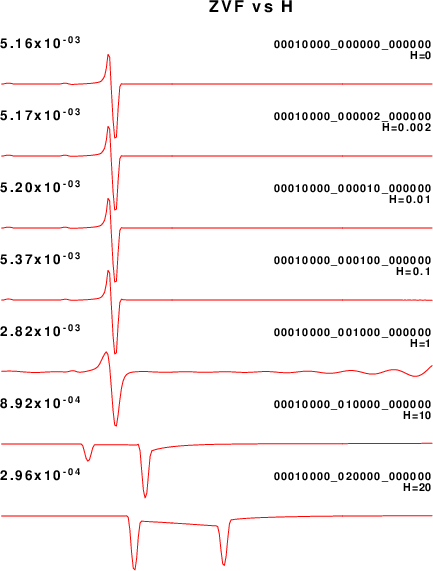 ZVF vs H
5.16x10^-03 00010000_000000_000000
H=0
5.17x10^-03 00010000_000002_000000
H=0.002
5.20x10^-03 00010000_000010_000000
H=0.01
5.37x10^-03 00010000_000100_000000
H=0.1
2.82x10^-03 00010000_001000_000000
H=1
8.92x10^-04 00010000_010000_000000
H=10
2.96x10^-04 00010000_020000_000000
H=20